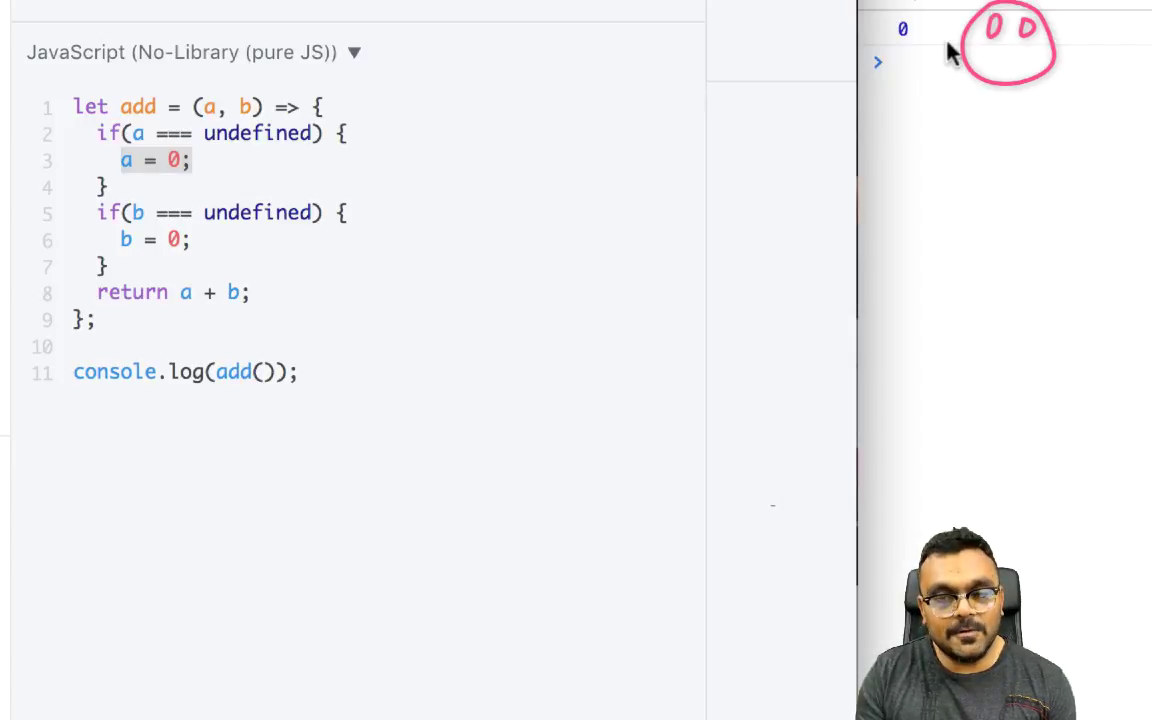 JavaScript (No-Library (pure JS)) ▼
1 let add = (a, b) => {
2   if(a === undefined) {
3     a = 0;
4   }
5   if(b === undefined) {
6     b = 0;
7   }
8   return a + b;
9 };
10
11 console.log(add());
0
>
0 0